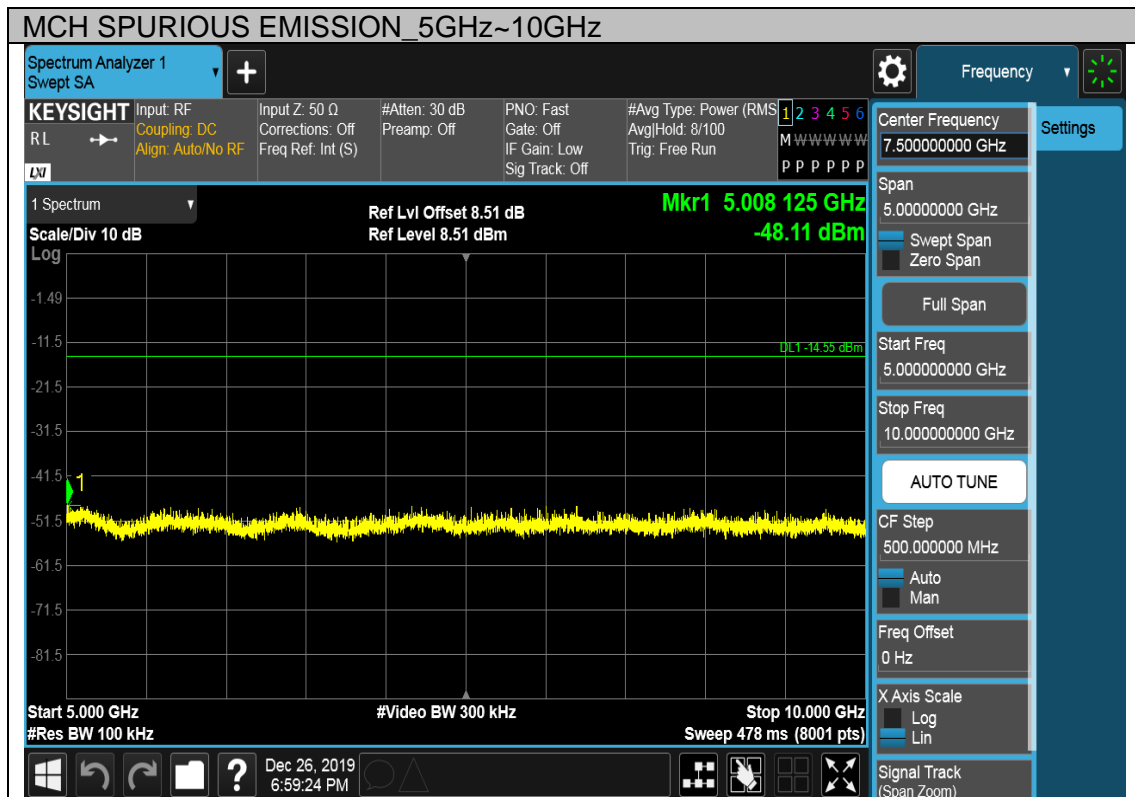 MCH SPURIOUS EMISSION_5GHz~10GHz
Spectrum Analyzer 1
Swept SA
Frequency
KEYSIGHT
RL
LXI
Input: RF
Coupling: DC
Align: Auto/No RF
Input Z: 50 Ω
Corrections: Off
Freq Ref: Int (S)
#Atten: 30 dB
Preamp: Off
PNO: Fast
Gate: Off
IF Gain: Low
Sig Track: Off
#Avg Type: Power (RMS
Avg|Hold: 8/100
Trig: Free Run
1 2 3 4 5 6
M W W W W W
P P P P P P
1 Spectrum
Scale/Div 10 dB
Log
Ref Lvl Offset 8.51 dB
Ref Level 8.51 dBm
Mkr1 5.008 125 GHz
-48.11 dBm
-1.49
-11.5
DL1 -14.55 dBm
-21.5
-31.5
-41.5
1
-51.5
-61.5
-71.5
-81.5
Start 5.000 GHz
#Res BW 100 kHz
#Video BW 300 kHz
Stop 10.000 GHz
Sweep 478 ms (8001 pts)
Center Frequency
7.500000000 GHz
Settings
Span
5.00000000 GHz
Swept Span
Zero Span
Full Span
Start Freq
5.000000000 GHz
Stop Freq
10.000000000 GHz
AUTO TUNE
CF Step
500.000000 MHz
Auto
Man
Freq Offset
0 Hz
X Axis Scale
Log
Lin
Signal Track
(Span Zoom)
?
Dec 26, 2019
6:59:24 PM